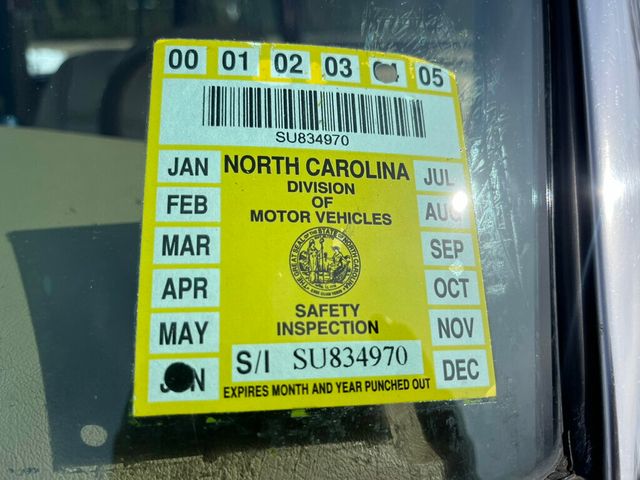 00 01 02 03 05
SU834970
JAN NORTH CAROLINA JUL
DIVISION
FEB OF AUG
MOTOR VEHICLES
MAR SEP
APR OCT
SAFETY
MAY INSPECTION NOV
S/I SU834970 DEC
EXPIRES MONTH AND YEAR PUNCHED OUT